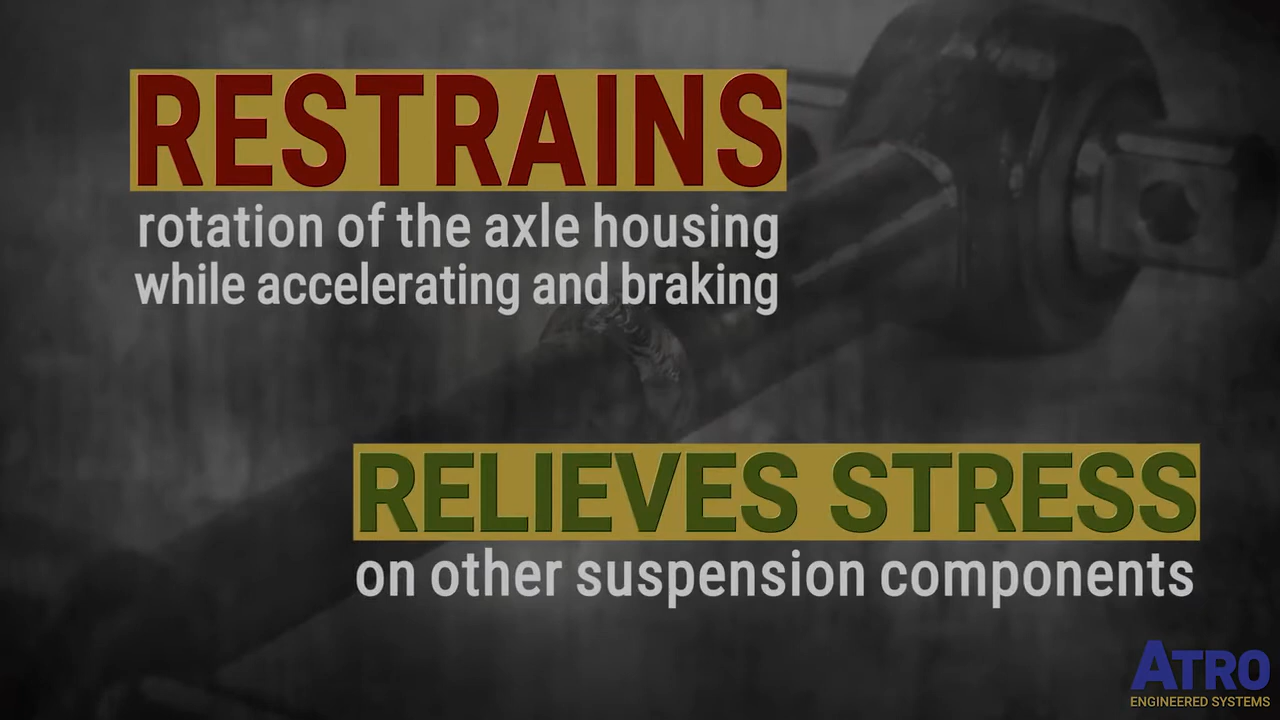 RESTRAINS
rotation of the axle housing
while accelerating and braking
RELIEVES STRESS
on other suspension components
ATRO
ENGINEERED SYSTEMS